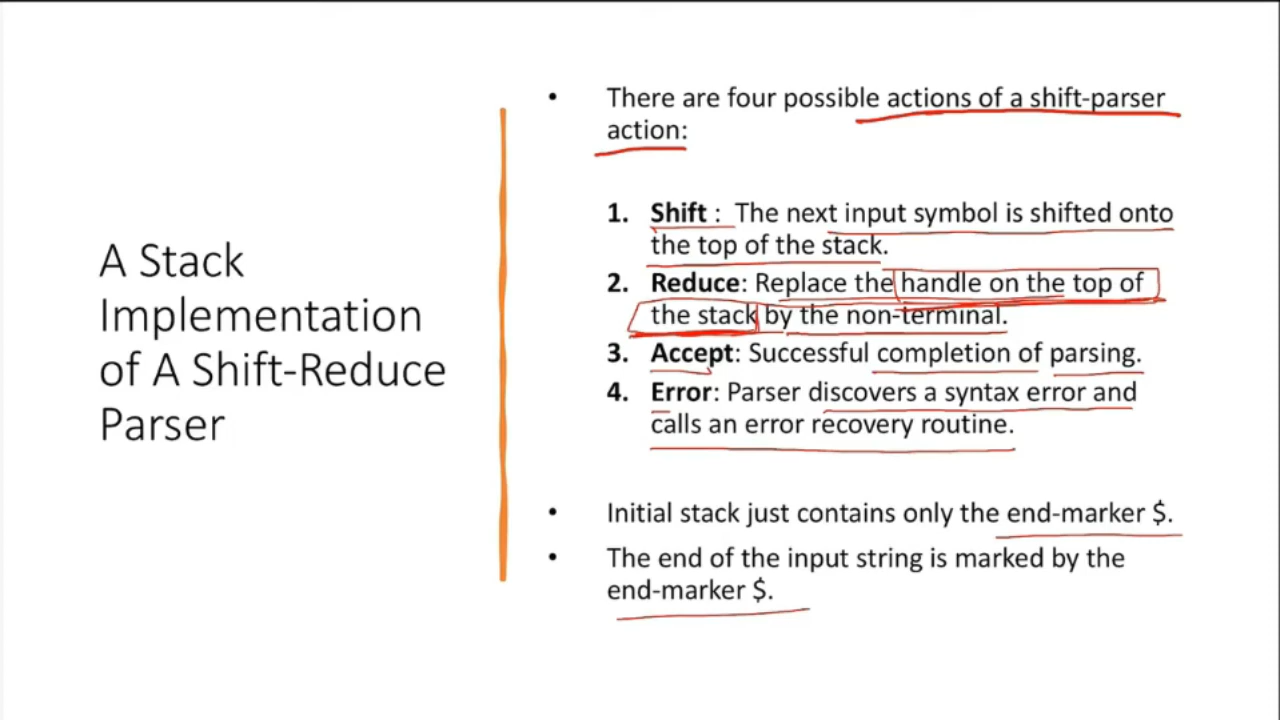 A Stack
Implementation
of A Shift-Reduce
Parser
• There are four possible actions of a shift-parser
action:
1. Shift : The next input symbol is shifted onto
the top of the stack.
2. Reduce: Replace the handle on the top of
the stack by the non-terminal.
3. Accept: Successful completion of parsing.
4. Error: Parser discovers a syntax error and
calls an error recovery routine.
• Initial stack just contains only the end-marker $.
• The end of the input string is marked by the
end-marker $.